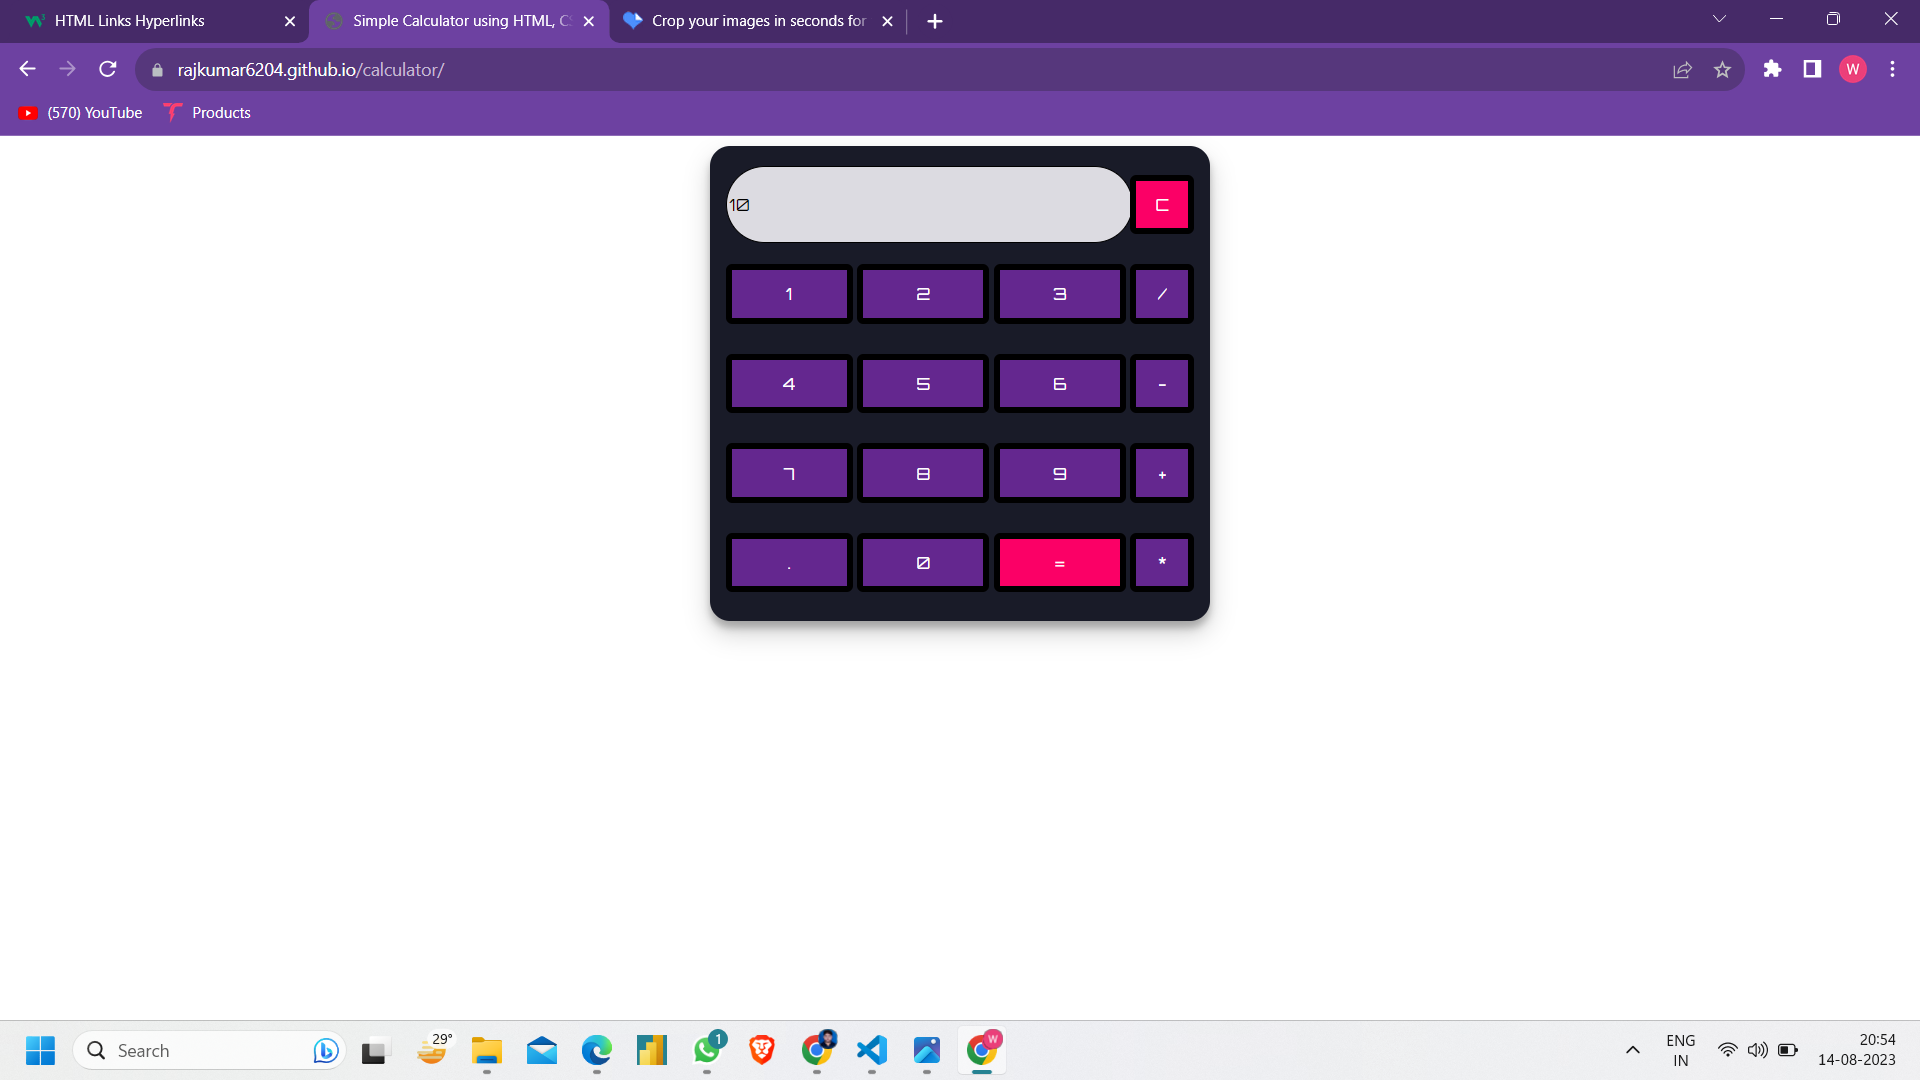 HTML Links Hyperlinks
Simple Calculator using HTML, CS
Crop your images in seconds for
rajkumar6204.github.io/calculator/
W
(570) YouTube
Products
10
C
1 2 3 /
4 5 6 -
7 8 9 +
. 0 = *
Search
29°
1
W
ENG
IN
20:54
14-08-2023